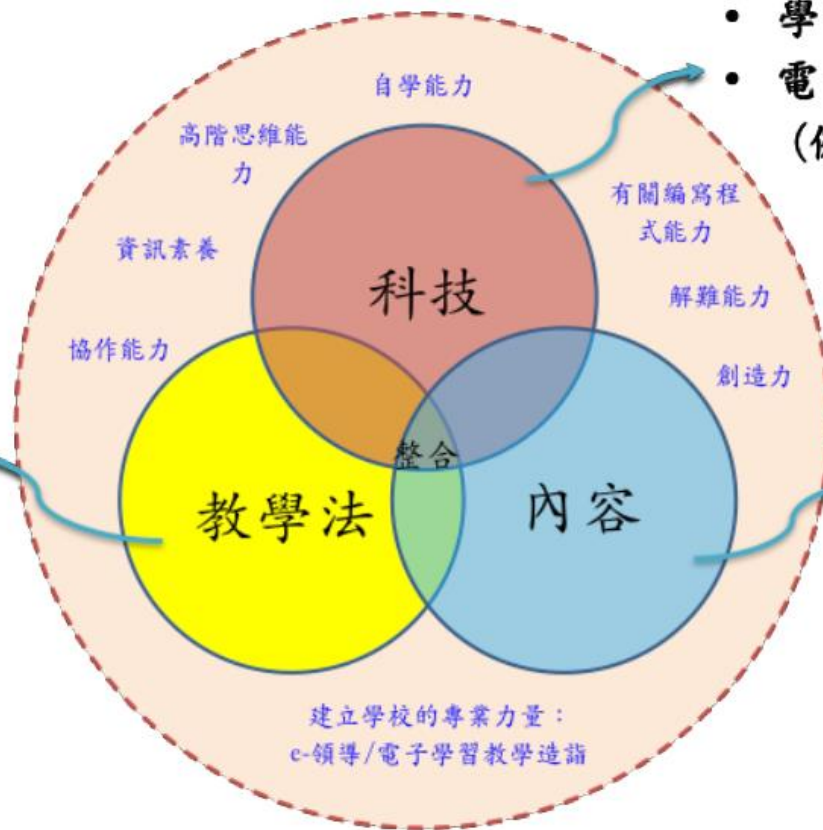 • 學
• 電
自學能力
高階思維能
力
有關編寫程
式能力
資訊素養
解難能力
協作能力
創造力
科技
整合
教學法
內容
建立學校的專業力量：
e-領導/電子學習教學造詣